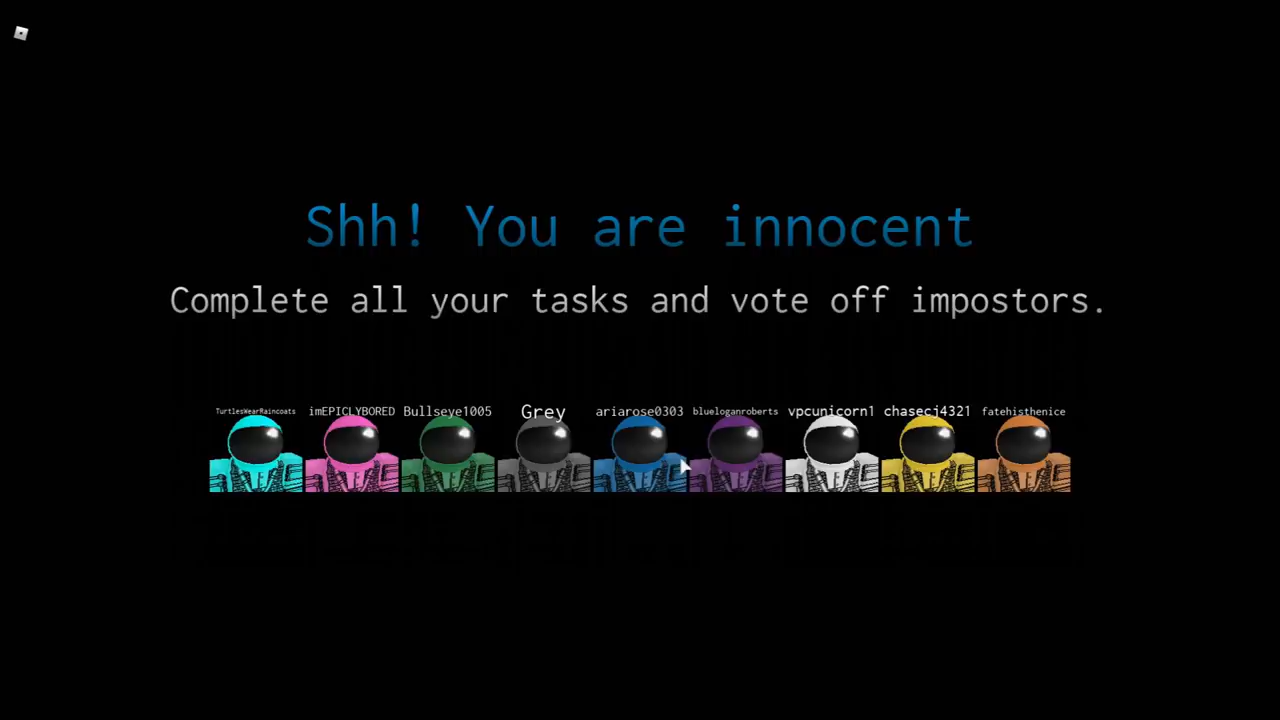 Shh! You are innocent
Complete all your tasks and vote off impostors.
TurtlesWearRaincoats imEPICLYBORED Bullseye1005 Grey ariarose0303 blueloganroberts vpcunicorn1 chasecj4321 fatehisthenice